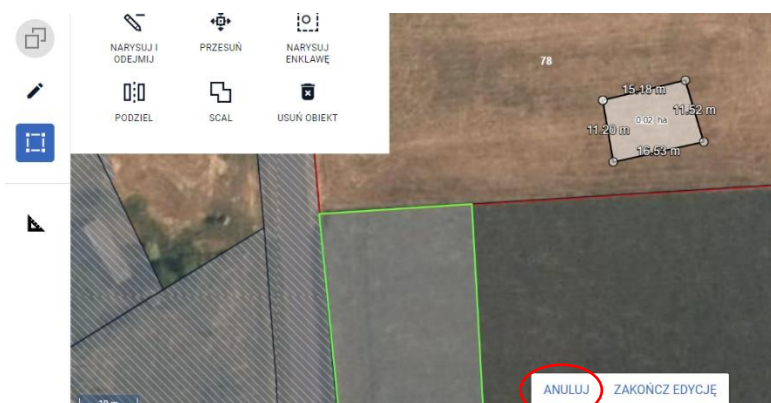 NARYSUJ I
ODEJMIJ
PRZESUŃ
NARYSUJ
ENKLAWĘ
PODZIEL
SCAL
USUŃ OBIEKT
78
15.18 m
11.52 m
0.02 ha
11.20 m
16.53 m
ANULUJ
ZAKOŃCZ EDYCJĘ